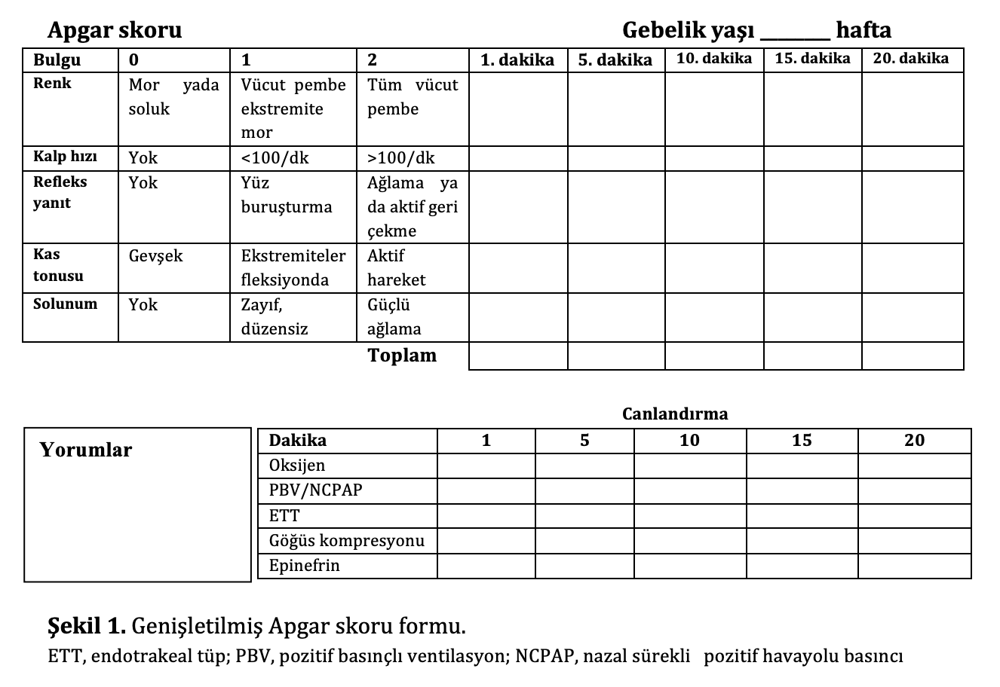 Apgar skoru Gebelik yaşı ________ hafta
Bulgu 0 1 2 1. dakika 5. dakika 10. dakika 15. dakika 20. dakika
Renk Mor yada Vücut pembe Tüm vücut
soluk ekstremite pembe
mor
Kalp hızı Yok <100/dk >100/dk
Refleks Yok Yüz Ağlama ya
yanıt buruşturma da aktif geri
çekme
Kas Gevşek Ekstremiteler Aktif
tonusu fleksiyonda hareket
Solunum Yok Zayıf, Güçlü
düzensiz ağlama
Toplam
Canlandırma
Yorumlar
Dakika 1 5 10 15 20
Oksijen
PBV/NCPAP
ETT
Göğüs kompresyonu
Epinefrin
Şekil 1. Genişletilmiş Apgar skoru formu.
ETT, endotrakeal tüp; PBV, pozitif basınçlı ventilasyon; NCPAP, nazal sürekli pozitif havayolu basıncı